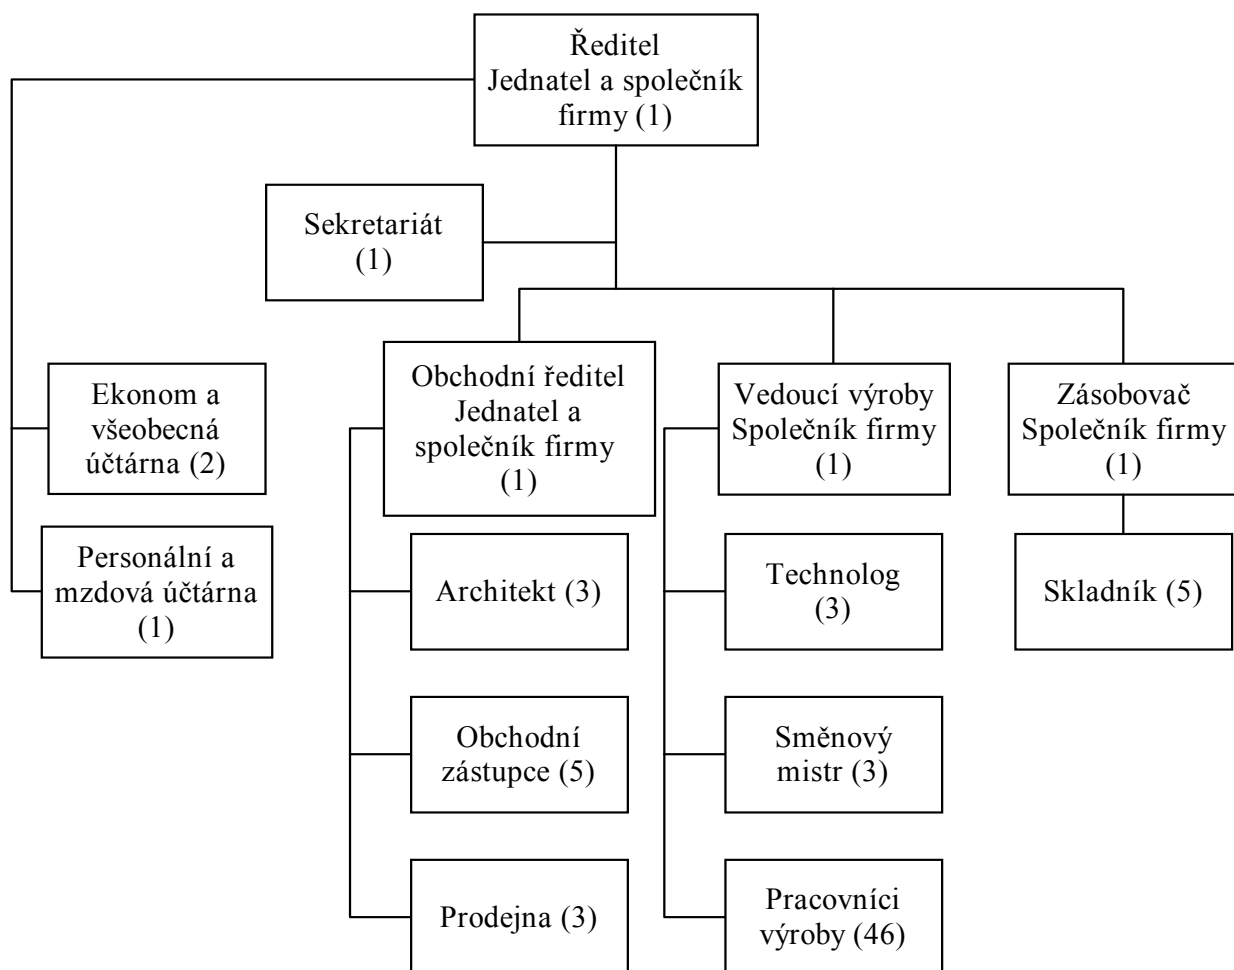 Ředitel
Jednatel a společník
firmy (1)
Sekretariát
(1)
Ekonom a
všeobecná
účtárna (2)
Personální a
mzdová účtárna
(1)
Obchodní ředitel
Jednatel a
společník firmy
(1)
Architekt (3)
Obchodní
zástupce (5)
Prodejna (3)
Vedoucí výroby
Společník firmy
(1)
Technolog
(3)
Směnový
mistr (3)
Pracovníci
výroby (46)
Zásobovač
Společník firmy
(1)
Skladník (5)